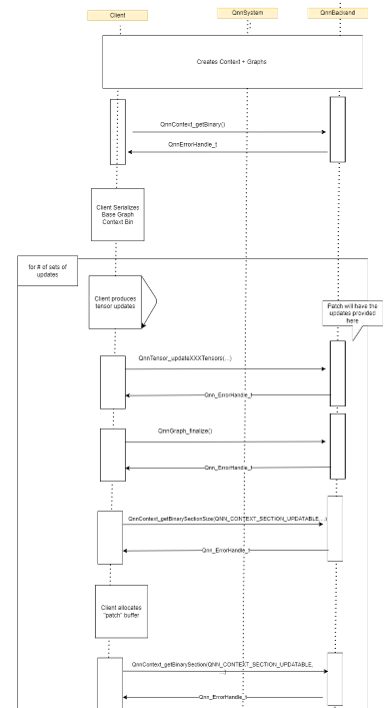 Client
QnnSystem
QnnBackend
Creates Context + Graphs
QnnContext_getBinary()
QnnErrorHandle_t
Client Serializes
Base Graph
Context Bin
for # of sets of
updates
Client produces
tensor updates
Patch will have the
updates provided
here
QnnTensor_updateXXXTensors(...)
Qnn_ErrorHandle_t
QnnGraph_finalize()
Qnn_ErrorHandle_t
QnnContext_getBinarySectionSize(QNN_CONTEXT_SECTION_UPDATABLE,...)
Qnn_ErrorHandle_t
Client allocates
"patch" buffer
QnnContext_getBinarySection(QNN_CONTEXT_SECTION_UPDATABLE,
...)
Qnn_ErrorHandle_t